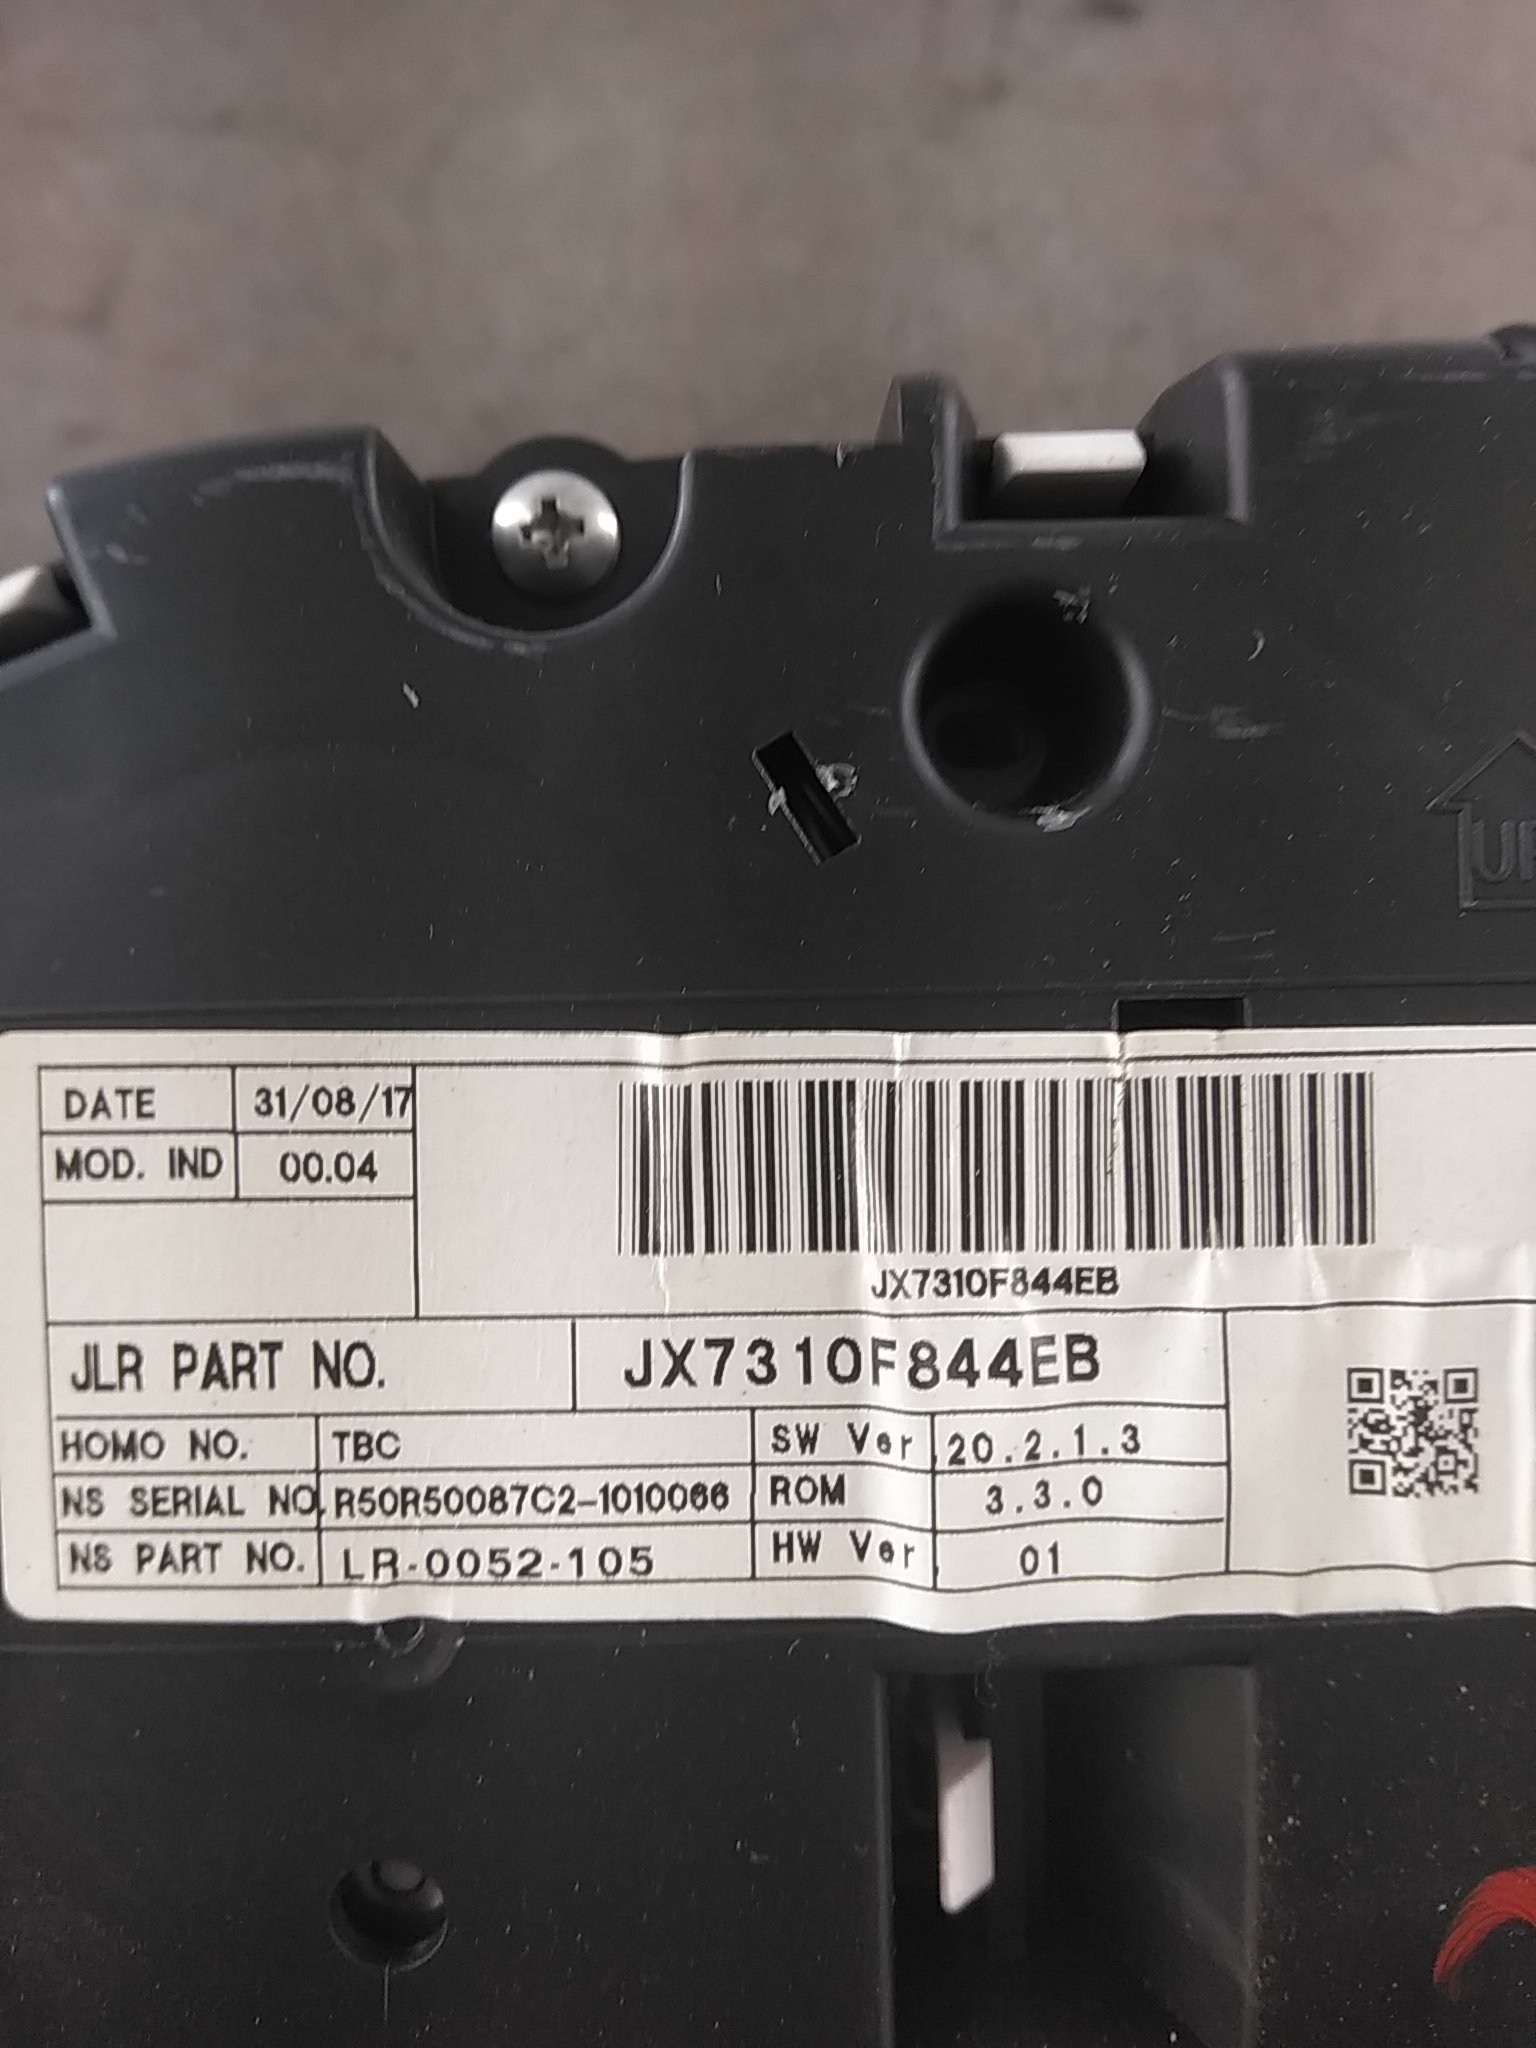 UP
DATE 31/08/17
MOD. IND 00.04
JX7310F844EB
JLR PART NO. JX7310F844EB
HOMO NO. TBC SW Ver 20.2.1.3
NS SERIAL NO. R50R50087C2-1010066 ROM 3.3.0
NS PART NO. LR-0052-105 HW Ver 01